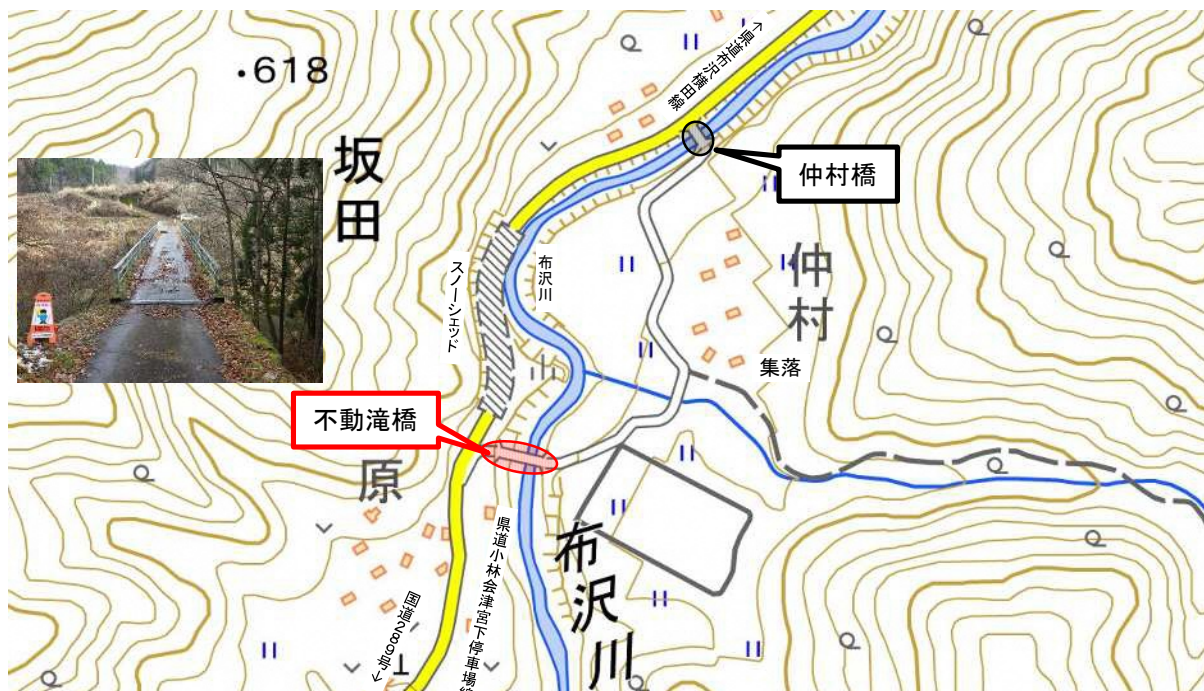 ・618
坂田
↑県道布沢横田線
仲村橋
仲村
集落
スノーシェッド
布沢川
不動滝橋
原
県道小林会津宮下停車場線
国道289号↓
布沢川